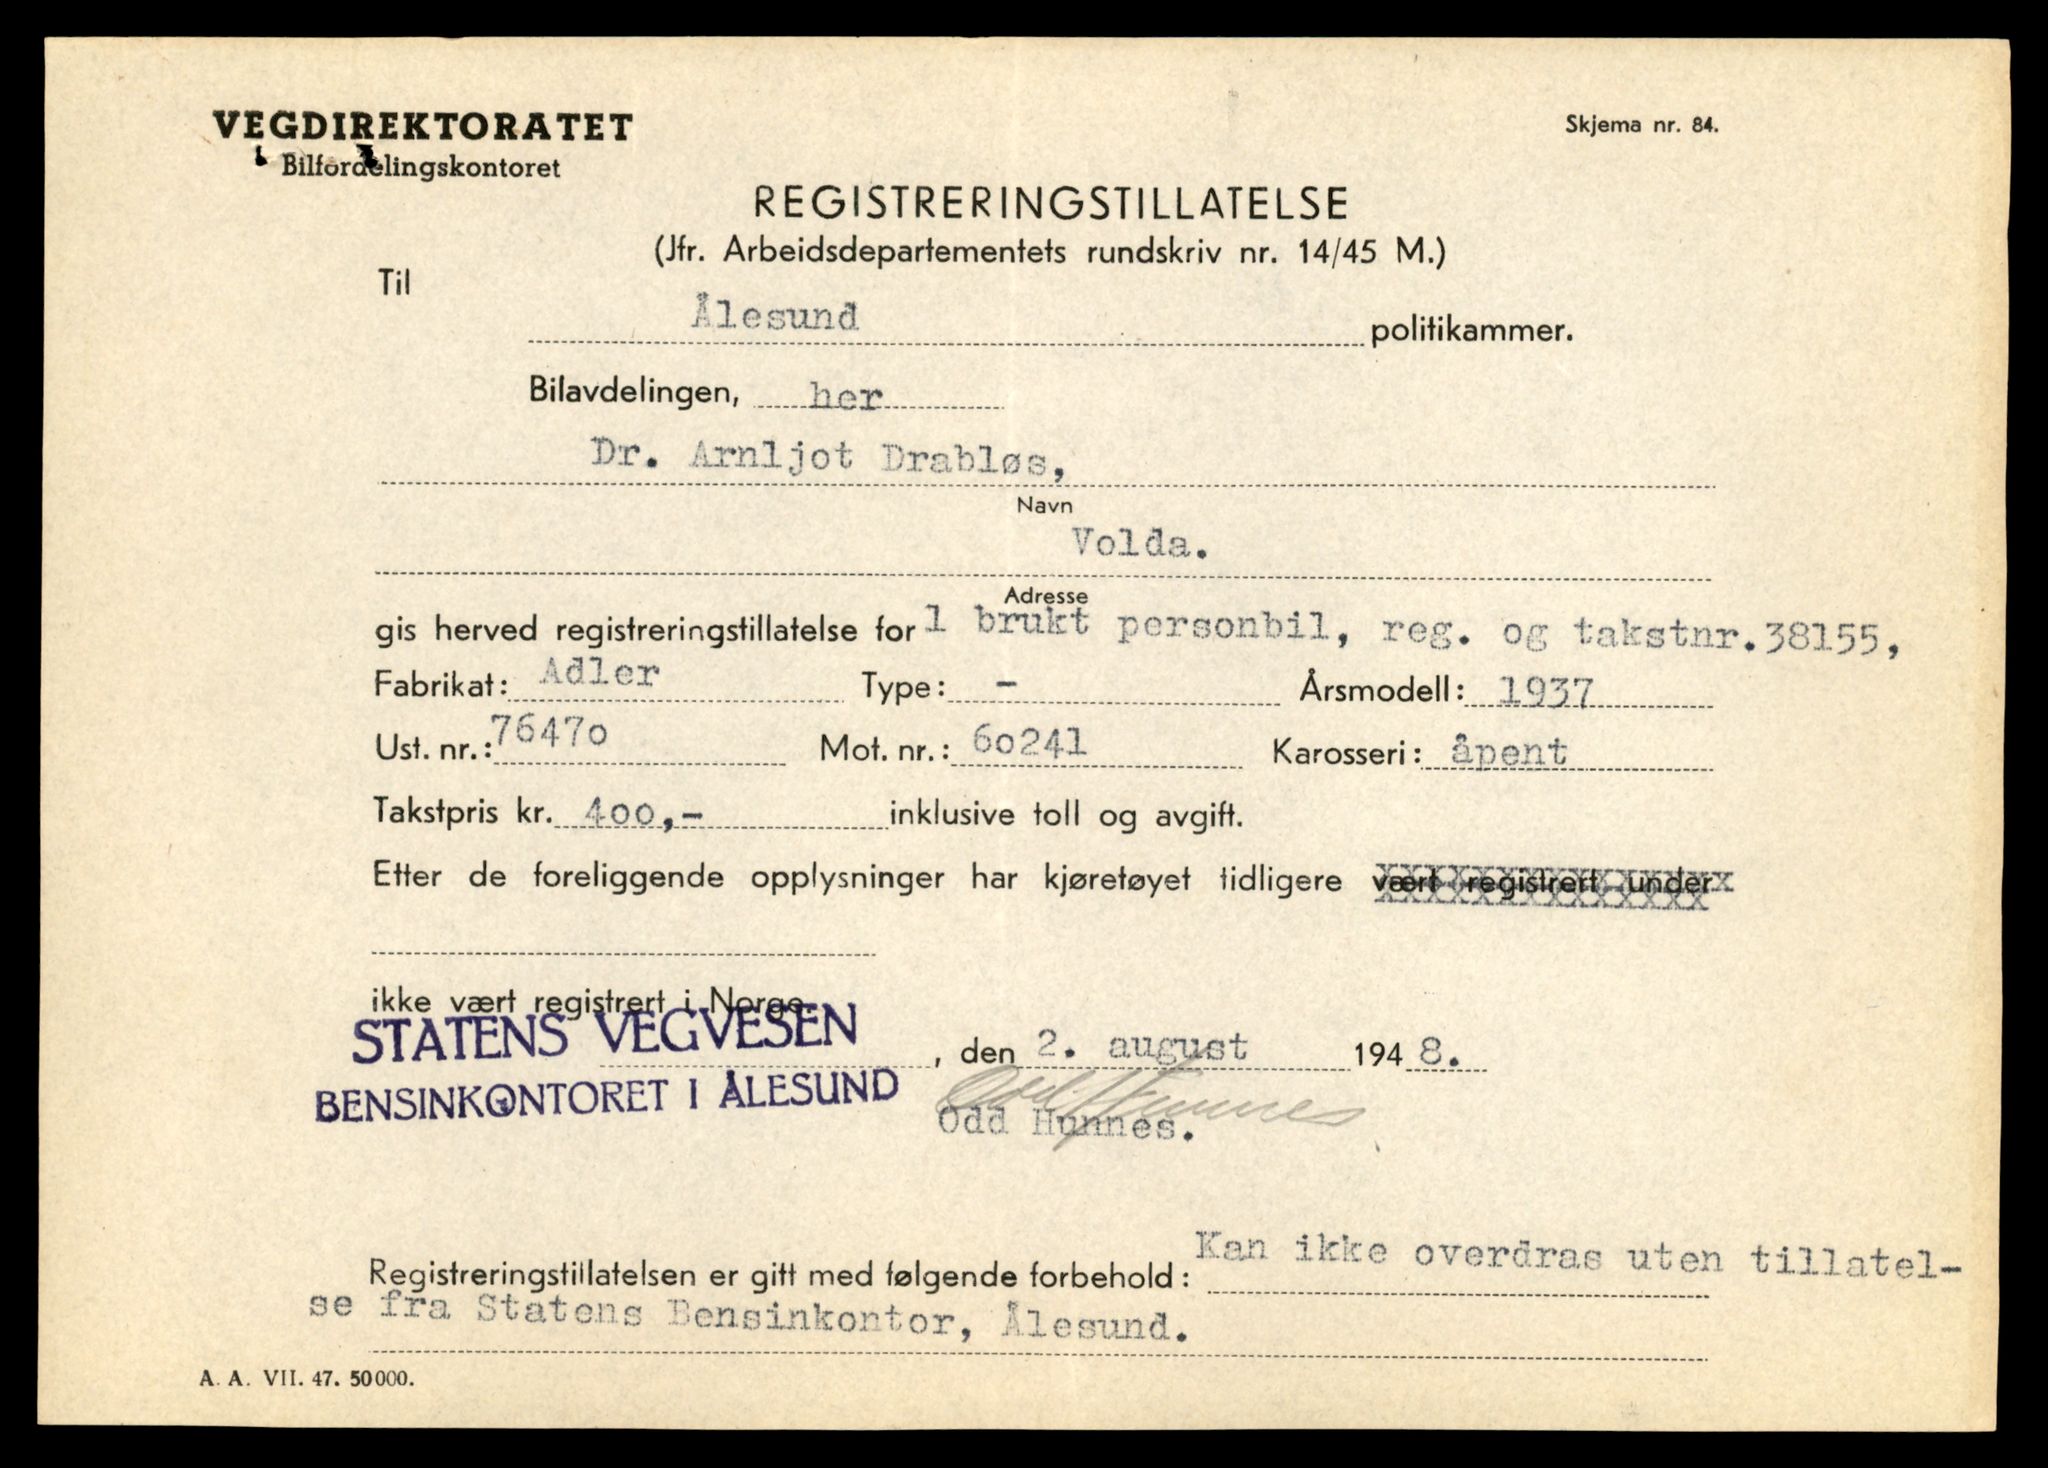 VEGDIREKTORATET
Skjema nr. 84.
Bilfordelingskontoret
REGISTRERINGSTILLATELSE
(Jfr. Arbeidsdepartementets rundskriv nr. 14/45 M.)
Til
Ålesund politikammer.
Bilavdelingen, her
Dr. Arnljot Drabløs,
Navn
Volda.
Adresse
gis herved registreringstillatelse for 1 brukt personbil, reg. og takstnr.38155,
Fabrikat: Adler Type: - Årsmodell: 1937
Ust. nr.: 76470 Mot. nr.: 60241 Karosseri: åpent
Takstpris kr. 400,- inklusive toll og avgift.
Etter de foreliggende opplysninger har kjøretøyet tidligere vært registrert under
ikke vært registrert i Norge.
STATENS VEGVESEN
, den 2. august 1948.
BENSINKONTORET I ÅLESUND
Odd Hunnes
Odd Hunnes.
Registreringstillatelsen er gitt med følgende forbehold: Kan ikke overdras uten tillatel-
se fra Statens Bensinkontor, Ålesund.
A. A. VII. 47. 50000.